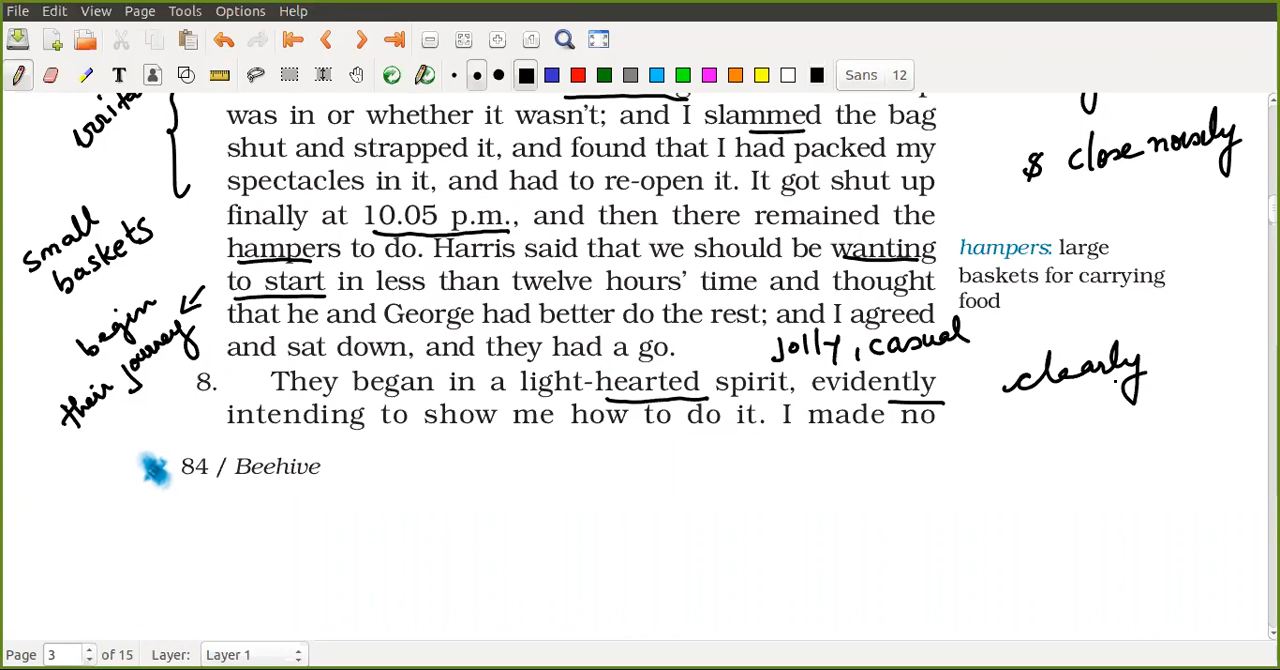 File Edit View Page Tools Options Help
T
Sans 12
was in or whether it wasn't; and I slammed the bag
shut and strapped it, and found that I had packed my
spectacles in it, and had to re-open it. It got shut up
finally at 10.05 p.m., and then there remained the
hampers to do. Harris said that we should be wanting
to start in less than twelve hours' time and thought
that he and George had better do the rest; and I agreed
and sat down, and they had a go.
8. They began in a light-hearted spirit, evidently
intending to show me how to do it. I made no
84 / Beehive
small
baskets
begin
their journey
close noisely
hampers: large
baskets for carrying
food
jolly, casual
clearly
Page 3 of 15 Layer: Layer 1